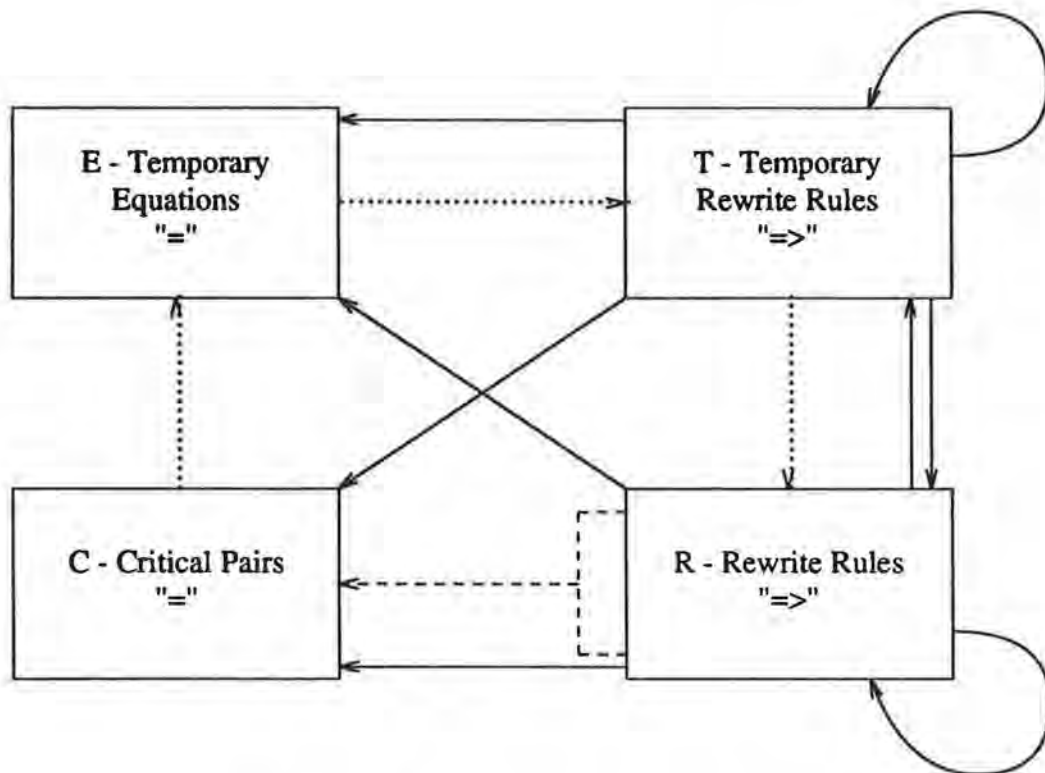 E - Temporary
Equations
"="
T - Temporary
Rewrite Rules
"=>"
C - Critical Pairs
"="
R - Rewrite Rules
"=>"